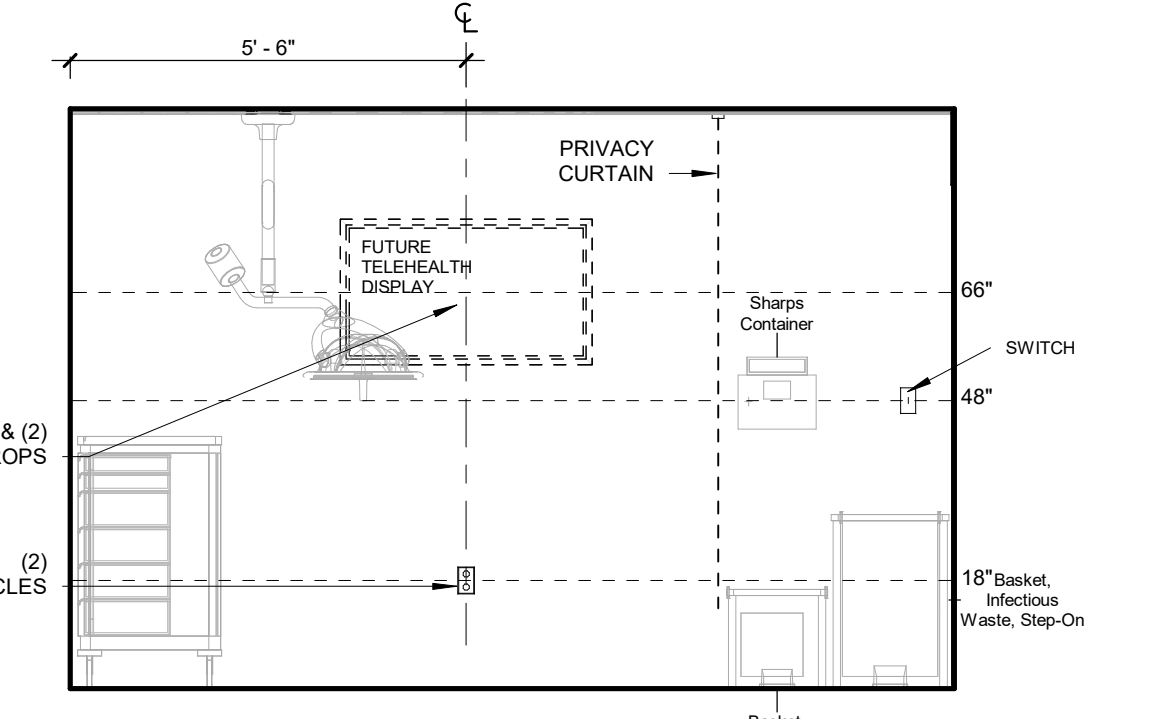 ℄
5' - 6"
PRIVACY
CURTAIN
FUTURE
TELEHEALTH
DISPLAY
66"
Sharps
Container
SWITCH
48"
& (2)
OPS
(2)
CLES
18"
Basket,
Infectious
Waste, Step-On